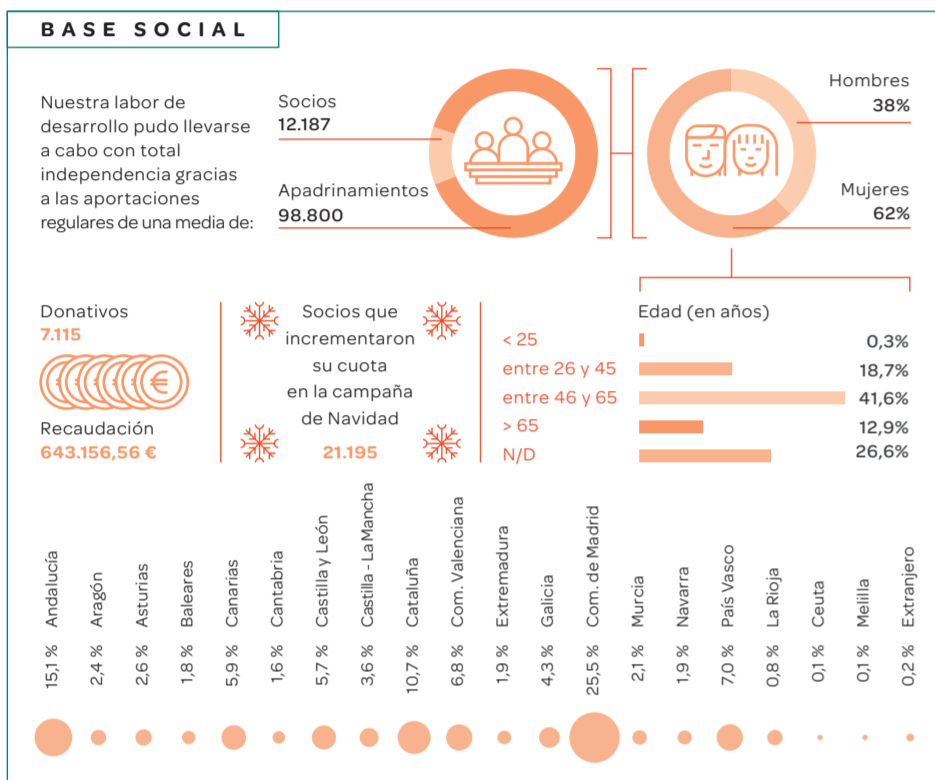 BASE SOCIAL
Nuestra labor de
desarrollo pudo llevarse
a cabo con total
independencia gracias
a las aportaciones
regulares de una media de:
Socios
12.187
Apadrinamientos
98.800
Hombres
38%
Mujeres
62%
Donativos
7.115
€
Recaudación
643.156,56 €
Socios que
incrementaron
su cuota
en la campaña
de Navidad
21.195
Edad (en años)
< 25 0,3%
entre 26 y 45 18,7%
entre 46 y 65 41,6%
> 65 12,9%
N/D 26,6%
15,1 % Andalucía
2,4 % Aragón
2,6 % Asturias
1,8 % Baleares
5,9 % Canarias
1,6 % Cantabria
5,7 % Castilla y León
3,6 % Castilla - La Mancha
10,7 % Cataluña
6,8 % Com. Valenciana
1,9 % Extremadura
4,3 % Galicia
25,5 % Com. de Madrid
2,1 % Murcia
1,9 % Navarra
7,0 % País Vasco
0,8 % La Rioja
0,1 % Ceuta
0,1 % Melilla
0,2 % Extranjero